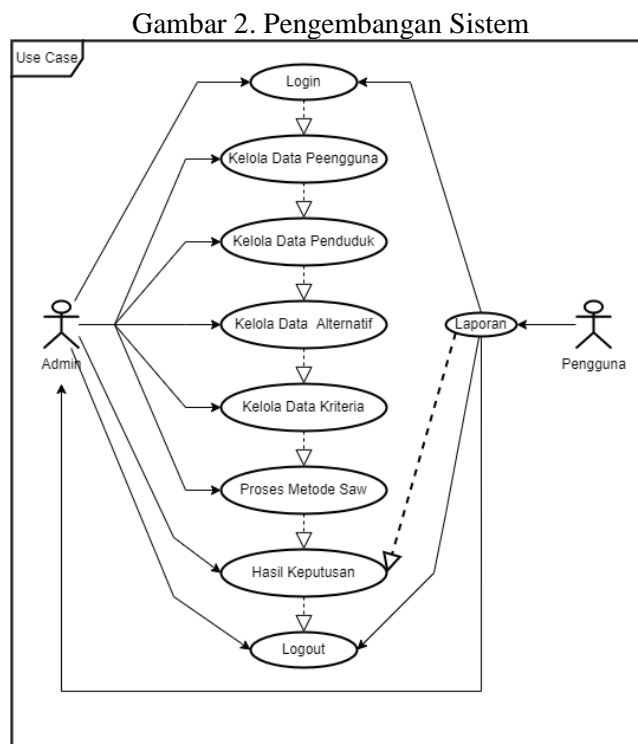 Gambar 2. Pengembangan Sistem
Use Case
Login
Kelola Data Peengguna
Kelola Data Penduduk
Kelola Data Alternatif
Laporan
Admin
Pengguna
Kelola Data Kriteria
Proses Metode Saw
Hasil Keputusan
Logout